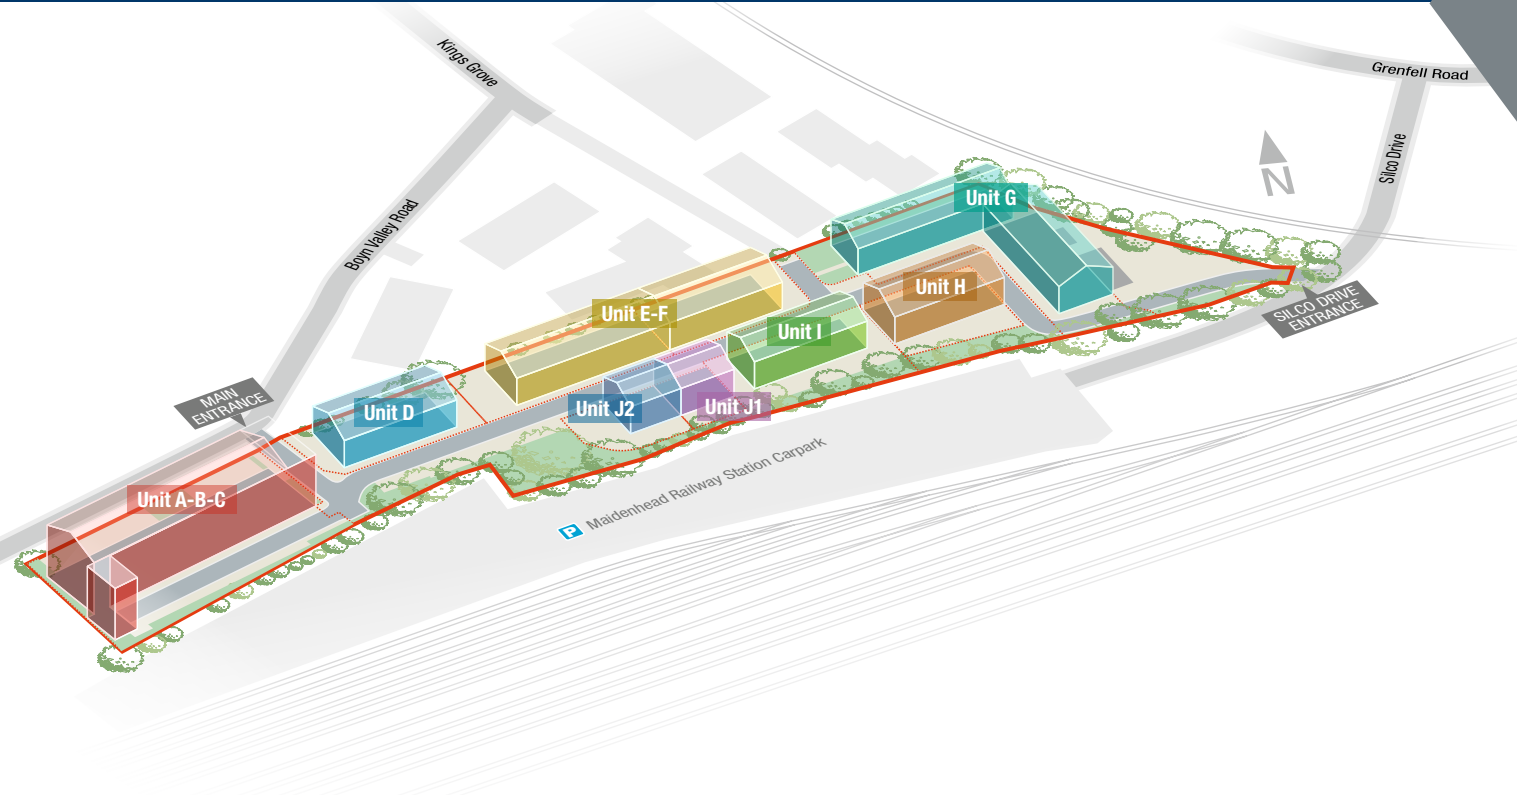 Kings Grove
Grenfell Road
Silco Drive
N
Boyn Valley Road
Unit G
Unit H
SILCO DRIVE
ENTRANCE
Unit E-F
Unit I
MAIN
ENTRANCE
Unit D
Unit J2
Unit J1
Unit A-B-C
P Maidenhead Railway Station Carpark